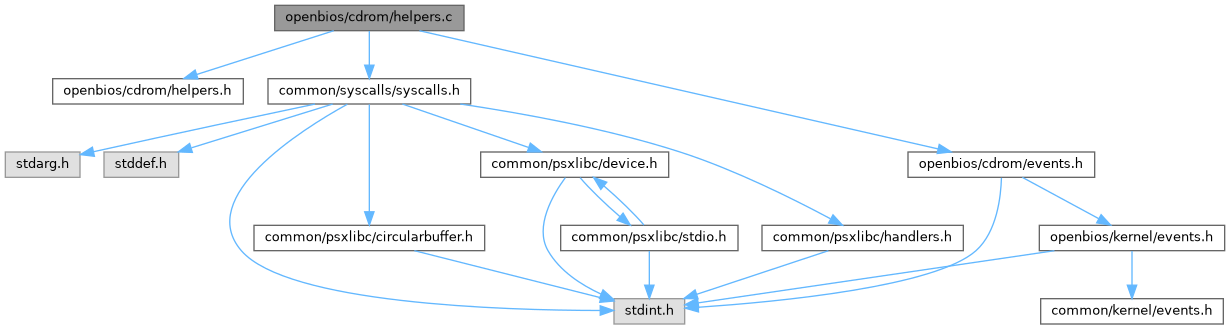 openbios/cdrom/helpers.c
openbios/cdrom/helpers.h
common/syscalls/syscalls.h
stdarg.h
stddef.h
common/psxlibc/device.h
openbios/cdrom/events.h
common/psxlibc/circularbuffer.h
common/psxlibc/stdio.h
common/psxlibc/handlers.h
openbios/kernel/events.h
stdint.h
common/kernel/events.h